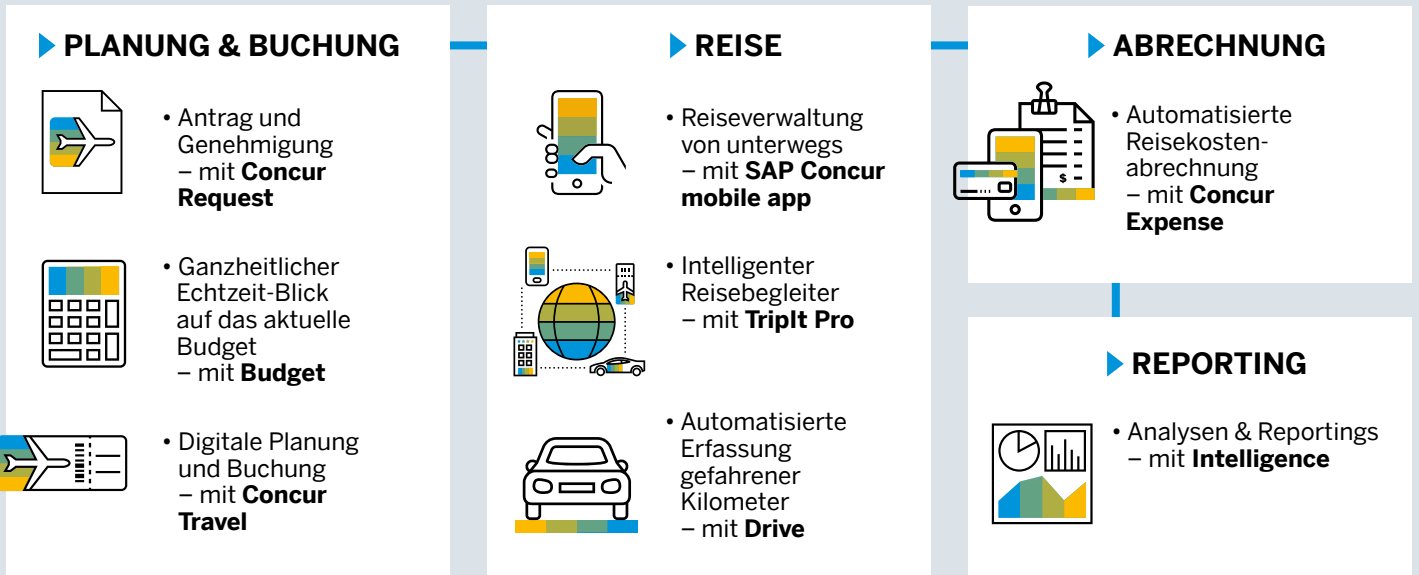 PLANUNG & BUCHUNG
• Antrag und
Genehmigung
– mit Concur
Request
• Ganzheitlicher
Echtzeit-Blick
auf das aktuelle
Budget
– mit Budget
• Digitale Planung
und Buchung
– mit Concur
Travel
REISE
• Reiseverwaltung
von unterwegs
– mit SAP Concur
mobile app
• Intelligenter
Reisebegleiter
– mit TripIt Pro
• Automatisierte
Erfassung
gefahrener
Kilometer
– mit Drive
ABRECHNUNG
$
• Automatisierte
Reisekosten-
abrechnung
– mit Concur
Expense
REPORTING
• Analysen & Reportings
– mit Intelligence